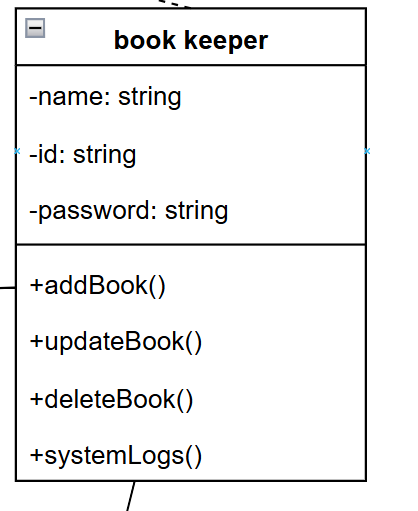 book keeper
-name: string
-id: string
-password: string
+addBook()
+updateBook()
+deleteBook()
+systemLogs()